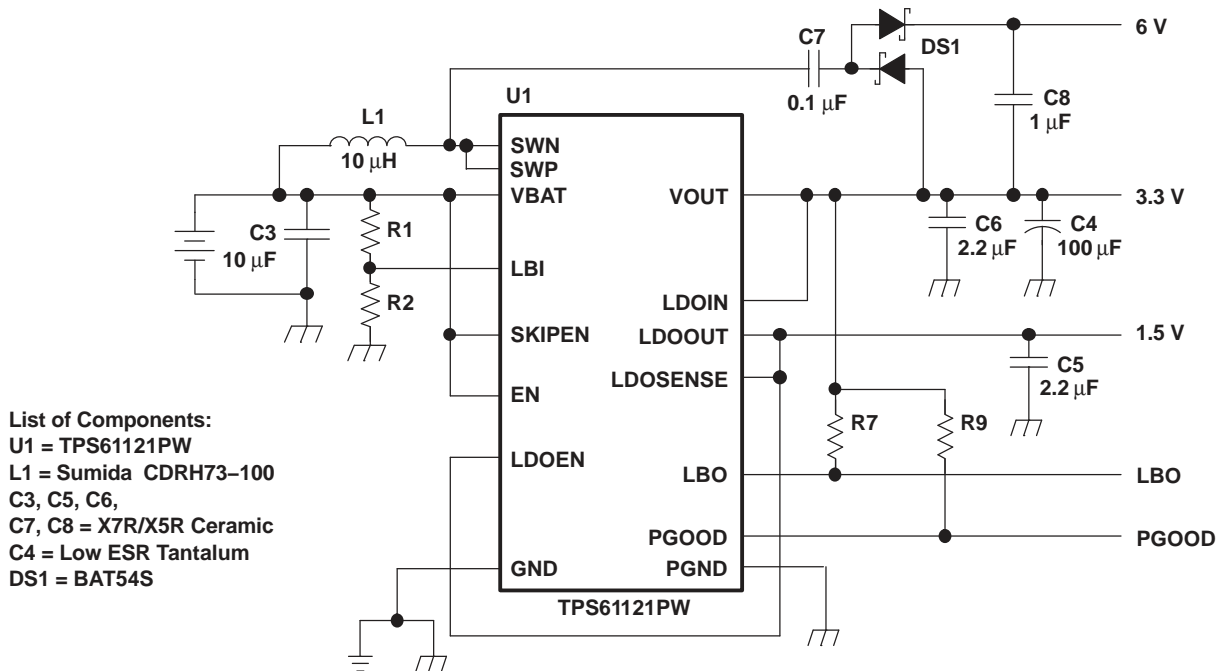 C7
0.1 μF
DS1
6 V
C8
1 μF
U1
L1
10 μH
SWN
SWP
VBAT
VOUT
3.3 V
C3
10 μF
R1
C6
2.2 μF
C4
100 μF
LBI
R2
LDOIN
SKIPEN
LDOOUT
1.5 V
LDOSENSE
C5
2.2 μF
EN
R7
R9
LDOEN
LBO
LBO
PGOOD
PGOOD
GND
PGND
TPS61121PW
List of Components:
U1 = TPS61121PW
L1 = Sumida CDRH73–100
C3, C5, C6,
C7, C8 = X7R/X5R Ceramic
C4 = Low ESR Tantalum
DS1 = BAT54S